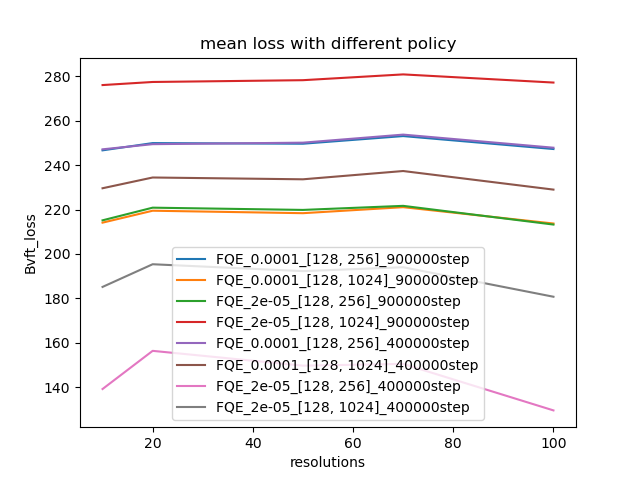 mean loss with different policy
Bvft_loss
280
260
240
220
200
180
160
140
FQE_0.0001_[128, 256]_900000step
FQE_0.0001_[128, 1024]_900000step
FQE_2e-05_[128, 256]_900000step
FQE_2e-05_[128, 1024]_900000step
FQE_0.0001_[128, 256]_400000step
FQE_0.0001_[128, 1024]_400000step
FQE_2e-05_[128, 256]_400000step
FQE_2e-05_[128, 1024]_400000step
20 40 60 80 100
resolutions